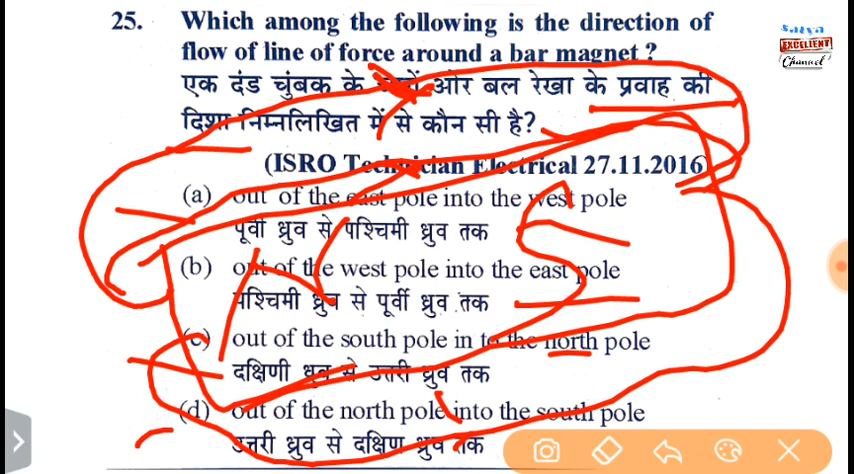 25. Which among the following is the direction of
flow of line of force around a bar magnet ?
एक दंड चुंबक के ओर बल रेखा के प्रवाह की
दिशा निम्नलिखित में से कौन सी है?
(ISRO Technician Electrical 27.11.2016)
(a) out of the east pole into the west pole
पूर्वी ध्रुव से पश्चिमी ध्रुव तक
(b) out of the west pole into the east pole
पश्चिमी ध्रुव से पूर्वी ध्रुव तक
(c) out of the south pole in to the north pole
दक्षिणी ध्रुव से उत्तरी ध्रुव तक
(d) out of the north pole into the south pole
उत्तरी ध्रुव से दक्षिण ध्रुव तक
Satya
EXCELIENT
Channel